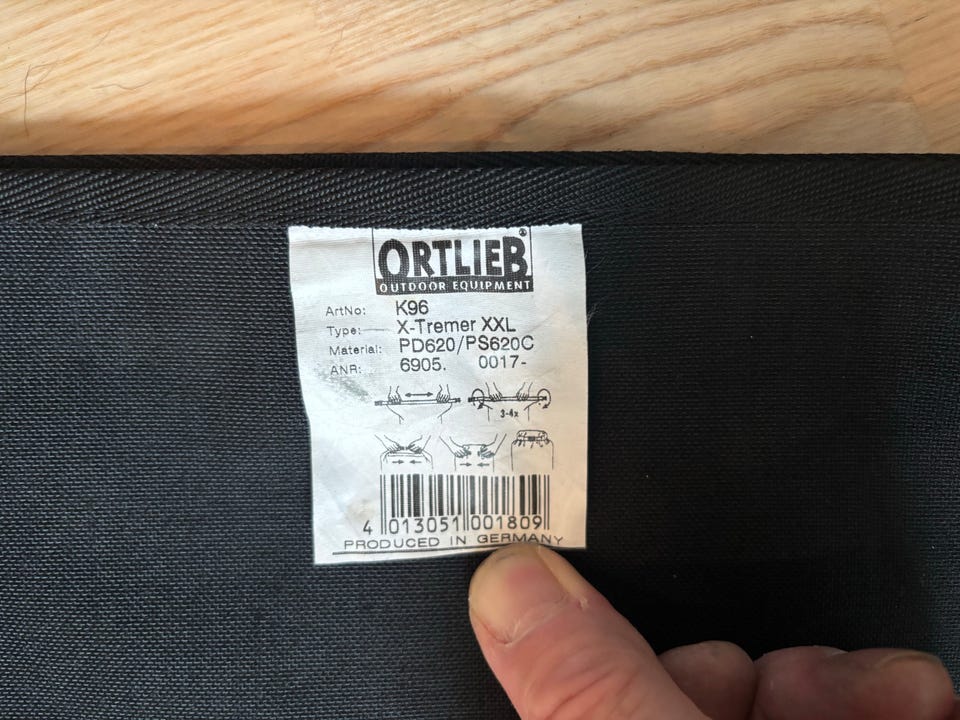 ORTLIEB®
OUTDOOR EQUIPMENT
ArtNo: K96
Type: X-Tremer XXL
Material: PD620/PS620C
ANR: 6905. 0017-
3-4x
4 013051 001809
PRODUCED IN GERMANY